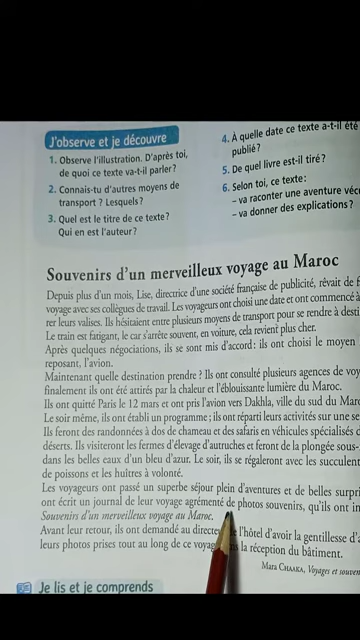 J'observe et je découvre
1. Observe l'illustration. D'après toi,
de quoi ce texte va-t-il parler?
2. Connais-tu d'autres moyens de
transport ? Lesquels?
3. Quel est le titre de ce texte?
Qui en est l'auteur?
4. À quelle date ce texte a-t-il été
publié?
5. De quel livre est-il tiré?
6. Selon toi, ce texte:
– va raconter une aventure
– va donner des explications?
Souvenirs d'un merveilleux voyage au Maroc
Depuis plus d'un mois, Lise, directrice d'une société française de publicité, rêvait de
voyage avec ses collègues de travail. Les voyageurs ont choisi une date et ont commencé à
rer leurs valises. Ils hésitaient entre plusieurs moyens de transport pour se rendre à
Le train est fatigant, le car s'arrête souvent, en voiture, cela revient plus cher.
Après quelques négociations, ils se sont mis d'accord : ils ont choisi le moyen
reposant, l'avion.
Maintenant quelle destination prendre ? Ils ont consulté plusieurs agences de
finalement ils ont été attirés par la chaleur et l'éblouissante lumière du Maroc.
Ils ont quitté Paris le 12 mars et ont pris l'avion vers Dakhla, ville du sud du
Le soir même, ils ont établi un programme ; ils ont réparti leurs activités sur une
Ils feront des randonnées à dos de chameau et des safaris en véhicules spécialisés
déserts. Ils visiteront les fermes d'élevage d'autruches et feront de la plongée sous-
dans les belles eaux d'un bleu d'azur. Le soir, ils se régaleront avec les succulent
de poissons et les huîtres à volonté.
Les voyageurs ont passé un superbe séjour plein d'aventures et de belles
ont écrit un journal de leur voyage agrémenté de photos souvenirs, qu'ils ont
Souvenirs d'un merveilleux voyage au Maroc.
Avant leur retour, ils ont demandé au l'hôtel d'avoir la gentillesse
leurs photos prises tout au long de ce la réception du bâtiment.
Mara CHAAKA, Voyages et
Je lis et je comprends